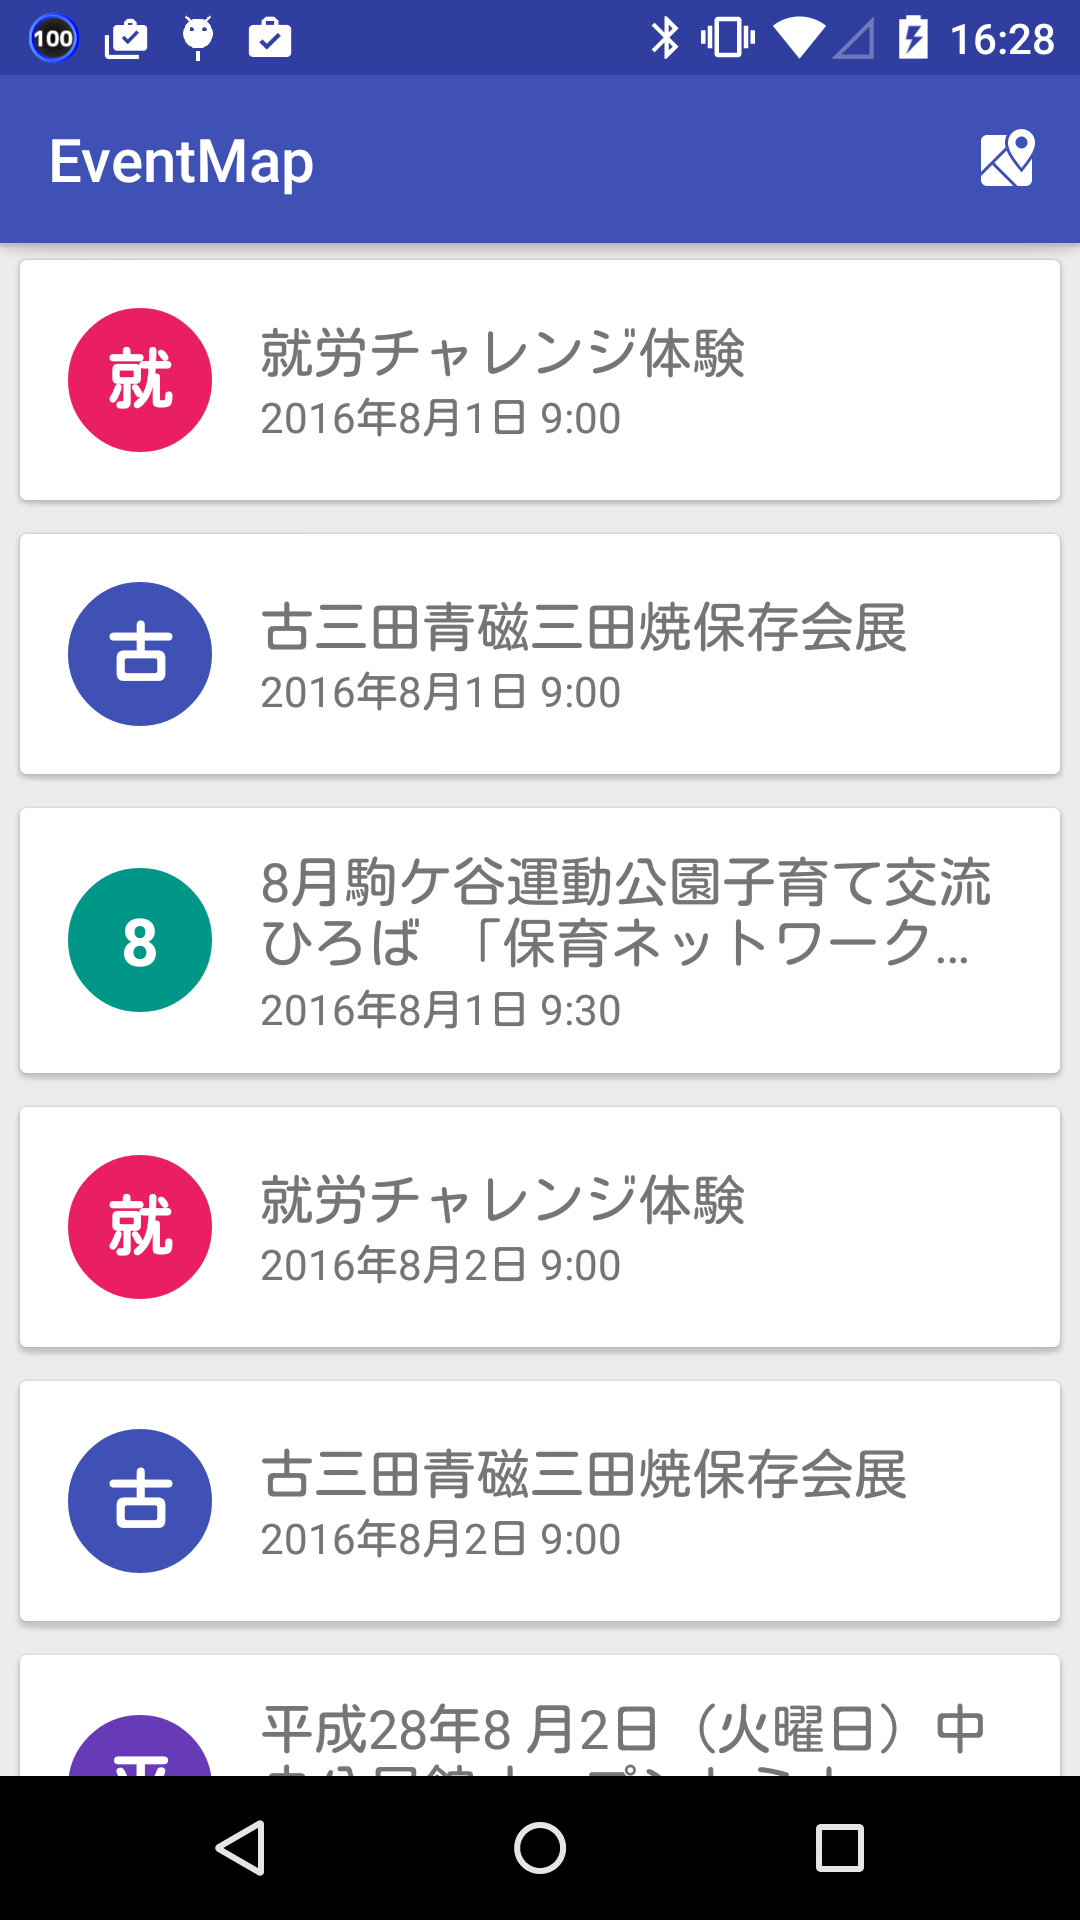 100
16:28
EventMap
就
就労チャレンジ体験
2016年8月1日 9:00
古
古三田青磁三田焼保存会展
2016年8月1日 9:00
8
8月駒ケ谷運動公園子育て交流
ひろば 「保育ネットワーク...
2016年8月1日 9:30
就
就労チャレンジ体験
2016年8月2日 9:00
古
古三田青磁三田焼保存会展
2016年8月2日 9:00
平
平成28年8 月2日（火曜日）中